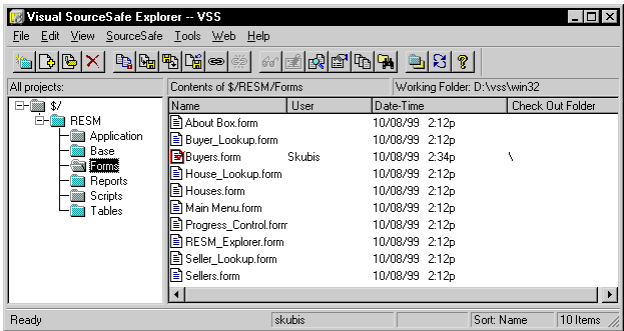 Visual SourceSafe Explorer -- VSS
File Edit View SourceSafe Tools Web Help
All projects: Contents of $/RESM/Forms Working Folder: D:\vss\win32
Name User Date-Time Check Out Folder
$/
RESM
Application
Base
Forms
Reports
Scripts
Tables
About Box.form 10/08/99 2:12p
Buyer_Lookup.form 10/08/99 2:12p
Buyers.form Skubis 10/08/99 2:34p \
House_Lookup.form 10/08/99 2:12p
Houses.form 10/08/99 2:12p
Main Menu.form 10/08/99 2:12p
Progress_Control.form 10/08/99 2:12p
RESM_Explorer.form 10/08/99 2:12p
Seller_Lookup.form 10/08/99 2:12p
Sellers.form 10/08/99 2:12p
Ready skubis Sort: Name 10 Items